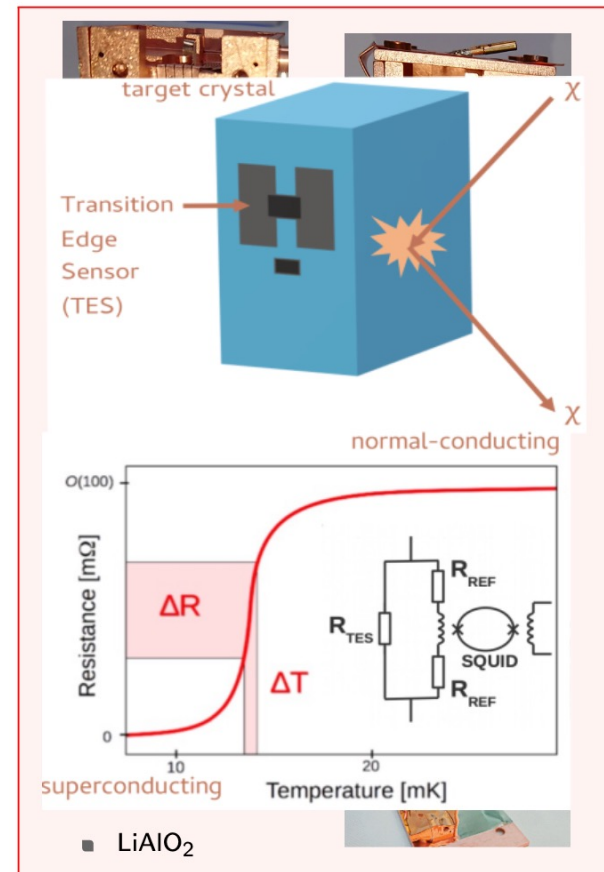 target crystal
χ
Transition
Edge
Sensor
(TES)
χ
normal-conducting
O(100)
Resistance [mΩ]
ΔR
ΔT
R_TES
R_REF
SQUID
R_REF
0
10
20
superconducting
Temperature [mK]
▪ LiAlO₂